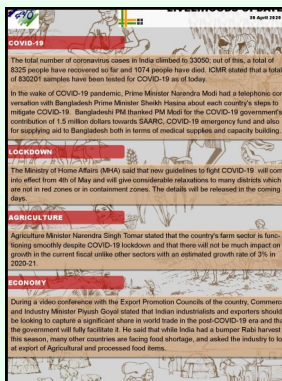 LIVELIHOODS UPDATE
30 April 2020
COVID-19
The total number of coronavirus cases in India climbed to 33050; out of this, a total of
8325 people have recovered so far and 1074 people have died. ICMR stated that a total
of 830201 samples have been tested for COVID-19 as of today.
In the wake of COVID-19 pandemic, Prime Minister Narendra Modi had a telephonic con
versation with Bangladesh Prime Minister Sheikh Hasina about each country's steps to
mitigate COVID-19. Bangladeshi PM thanked PM Modi for the COVID-19 government's
contribution of 1.5 million dollars towards SAARC, COVID-19 emergency fund and also
for supplying aid to Bangladesh both in terms of medical supplies and capacity building.
LOCKDOWN
The Ministry of Home Affairs (MHA) said that new guidelines to fight COVID-19 will com
into effect from 4th of May and will give considerable relaxations to many districts which
are not in red zones or in containment zones. The details will be released in the coming
days.
AGRICULTURE
Agriculture Minister Narendra Singh Tomar stated that the country's farm sector is func-
tioning smoothly despite COVID-19 lockdown and that there will not be much impact on
growth in the current fiscal unlike other sectors with an estimated growth rate of 3% in
2020-21.
ECONOMY
During a video conference with the Export Promotion Councils of the country, Commerc
and Industry Minister Piyush Goyal stated that Indian industrialists and exporters should
be looking to capture a significant share in world trade in the post-COVID era and tha
the government will fully facilitate it. He said that while India had a bumper Rabi harvest
this season, many other countries are facing food shortage, and asked the industry to lo
at export of Agricultural and processed food items.